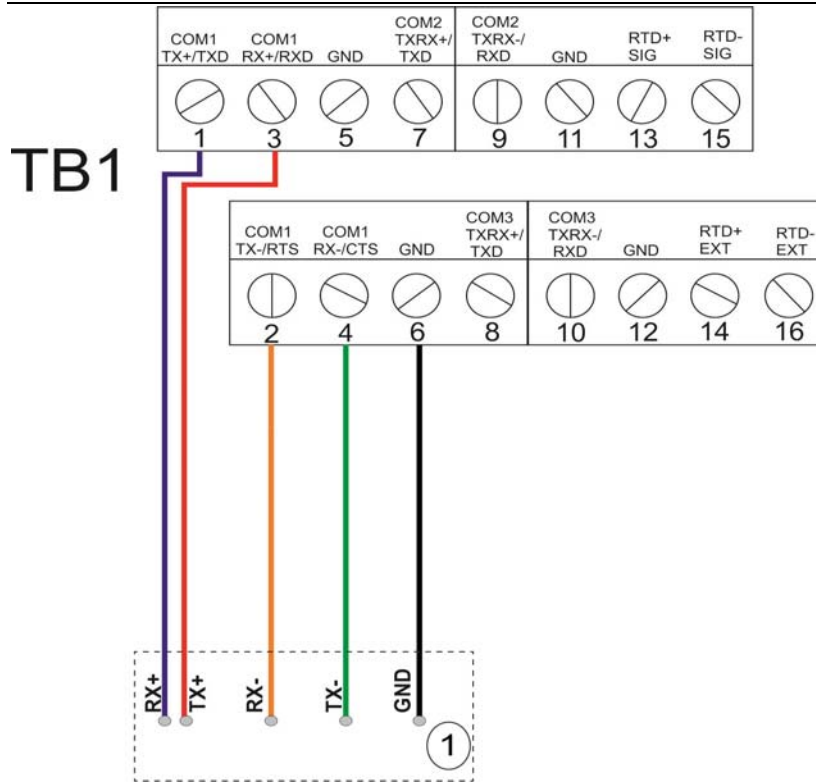 COM1 TX+/TXD
COM1 RX+/RXD
GND
COM2 TXRX+/ TXD
COM2 TXRX-/ RXD
GND
RTD+ SIG
RTD- SIG
1 3 5 7 9 11 13 15
TB1
COM1 TX-/RTS
COM1 RX-/CTS
GND
COM3 TXRX+/ TXD
COM3 TXRX-/ RXD
GND
RTD+ EXT
RTD- EXT
2 4 6 8 10 12 14 16
RX+
TX+
RX-
TX-
GND
1